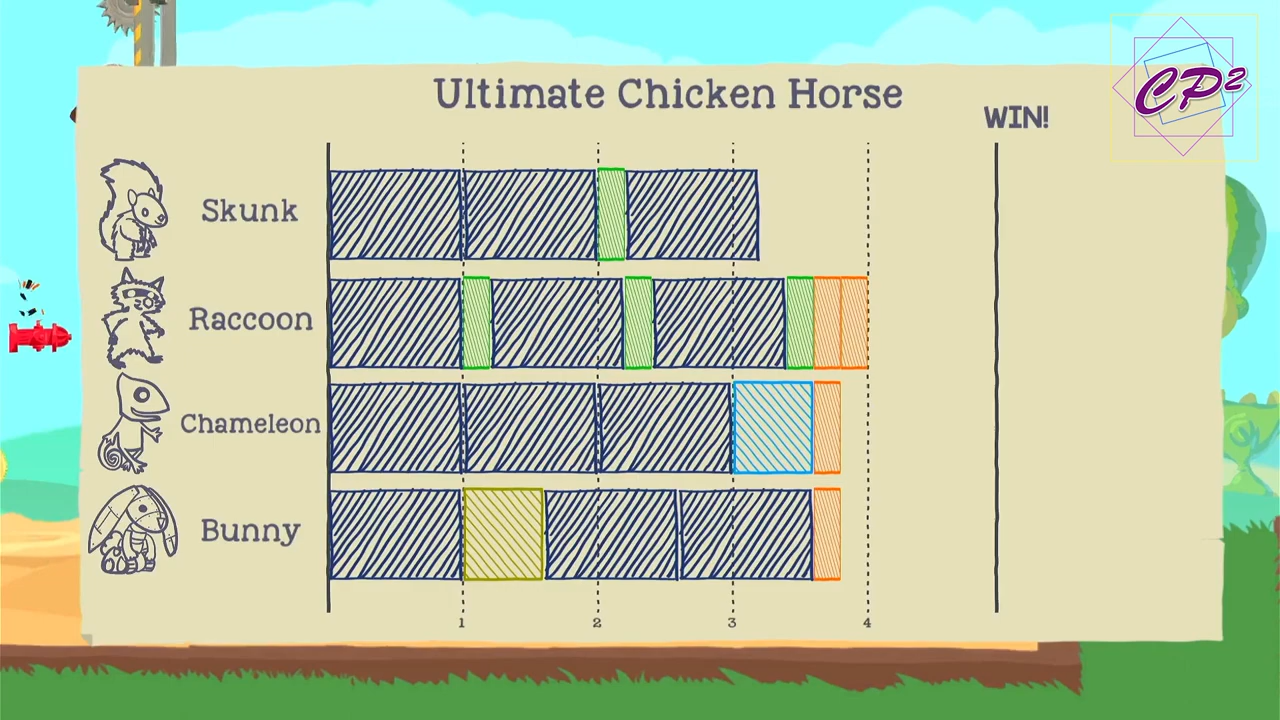 Ultimate Chicken Horse
WIN!
CP2
Skunk
Raccoon
Chameleon
Bunny
1 2 3 4